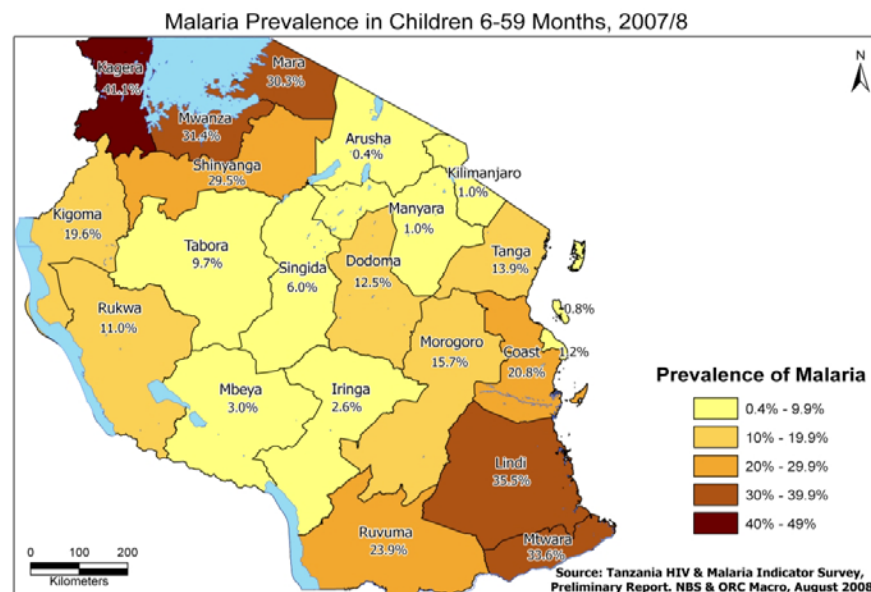 Malaria Prevalence in Children 6-59 Months, 2007/8
N
Kagera
41.1%
Mara
30.3%
Mwanza
31.4%
Arusha
0.4%
Shinyanga
29.5%
Kilimanjaro
1.0%
Kigoma
19.6%
Manyara
1.0%
Tabora
9.7%
Singida
6.0%
Dodoma
12.5%
Tanga
13.9%
Rukwa
11.0%
0.8%
Morogoro
15.7%
Coast
20.8%
1.2%
Mbeya
3.0%
Iringa
2.6%
Lindi
35.5%
Ruvuma
23.9%
Mtwara
33.6%
Prevalence of Malaria
0.4% - 9.9%
10% - 19.9%
20% - 29.9%
30% - 39.9%
40% - 49%
0 100 200
Kilometers
Source: Tanzania HIV & Malaria Indicator Survey,
Preliminary Report. NBS & ORC Macro, August 2008